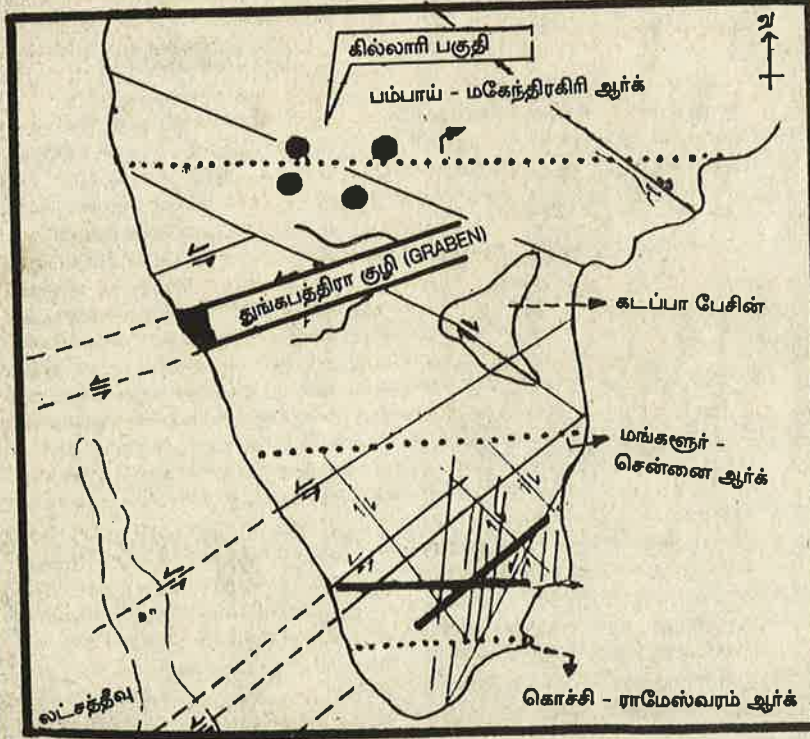 கில்லாரி பகுதி
வ
பம்பாய் - மகேந்திரகிரி ஆர்க்
துங்கபத்திரா குழி (GRABEN)
கடப்பா பேசின்
மங்களூர் -
சென்னை ஆர்க்
லட்சத்தீவு
கொச்சி - ராமேஸ்வரம் ஆர்க்